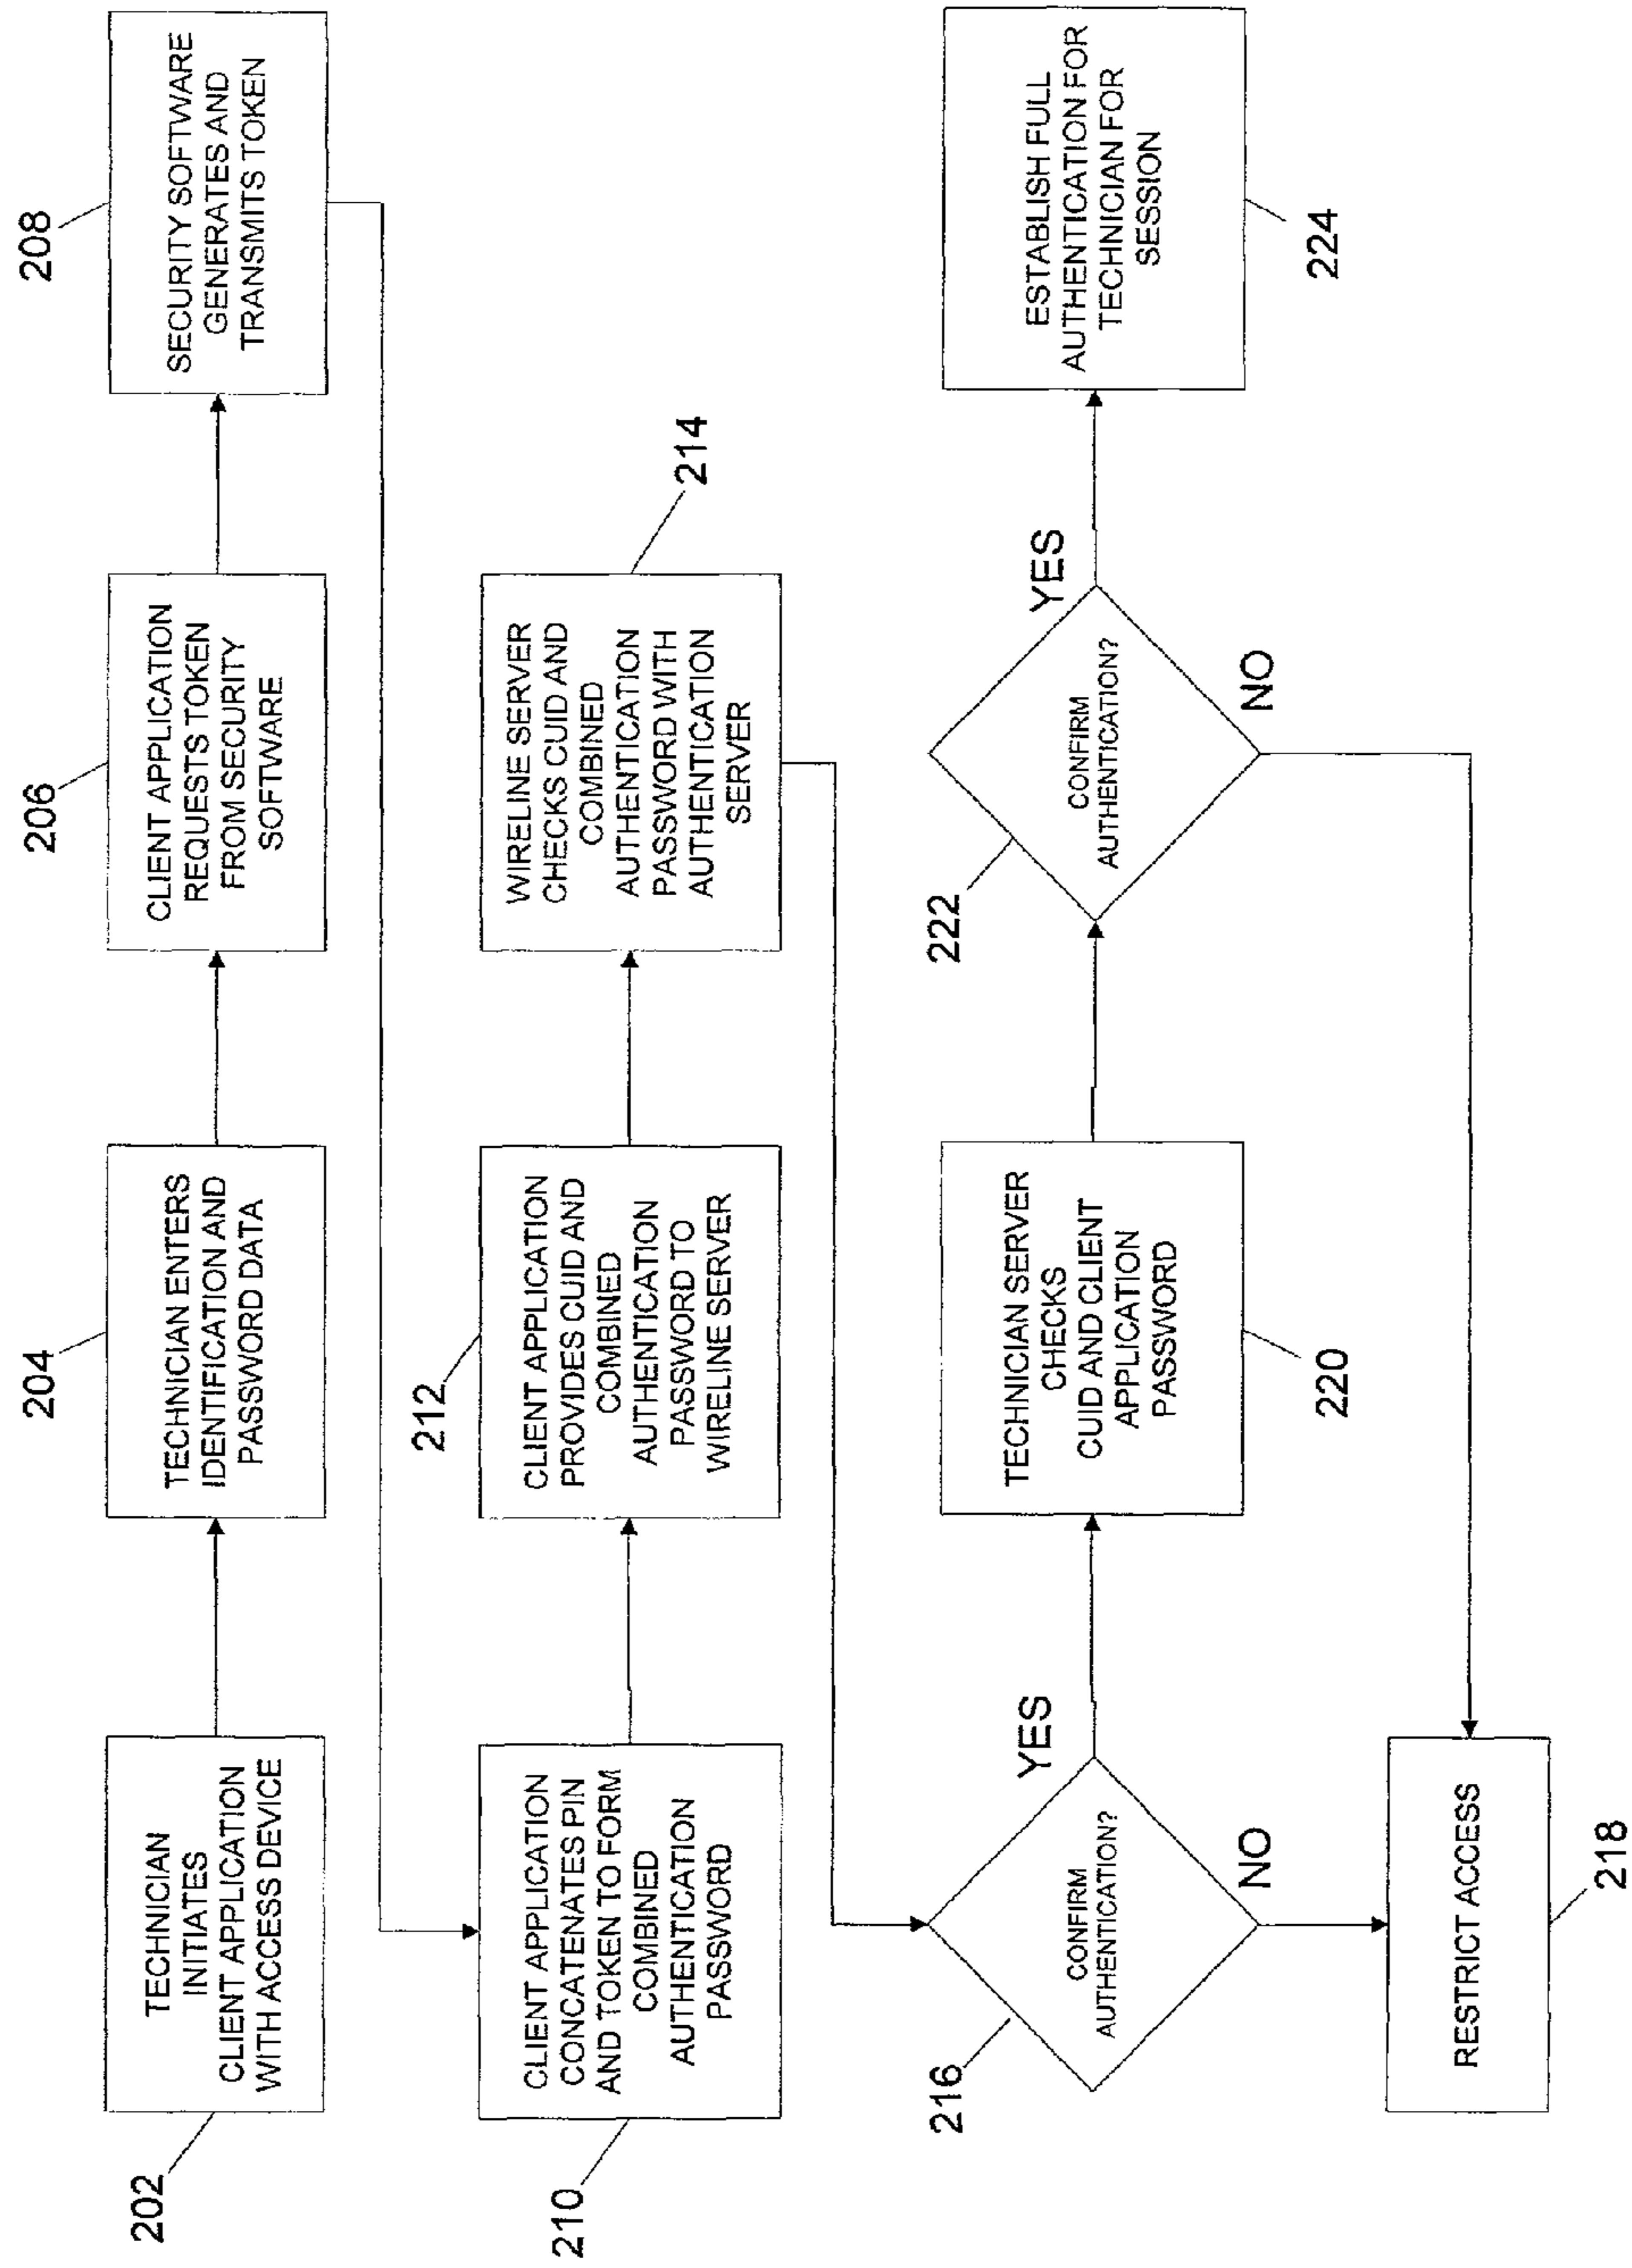 202
TECHNICIAN
INITIATES
CLIENT APPLICATION
WITH ACCESS DEVICE
204
TECHNICIAN ENTERS
IDENTIFICATION AND
PASSWORD DATA
206
CLIENT APPLICATION
REQUESTS TOKEN
FROM SECURITY
SOFTWARE
208
SECURITY SOFTWARE
GENERATES AND
TRANSMITS TOKEN
210
CLIENT APPLICATION
CONCATENATES PIN
AND TOKEN TO FORM
COMBINED
AUTHENTICATION
PASSWORD
212
CLIENT APPLICATION
PROVIDES CUID AND
COMBINED
AUTHENTICATION
PASSWORD TO
WIRELINE SERVER
214
WIRELINE SERVER
CHECKS CUID AND
COMBINED
AUTHENTICATION
PASSWORD WITH
AUTHENTICATION
SERVER
216
CONFIRM
AUTHENTICATION?
YES
NO
218
RESTRICT ACCESS
220
TECHNICIAN SERVER
CHECKS
CUID AND CLIENT
APPLICATION
PASSWORD
222
CONFIRM
AUTHENTICATION?
YES
NO
224
ESTABLISH FULL
AUTHENTICATION FOR
TECHNICIAN FOR
SESSION